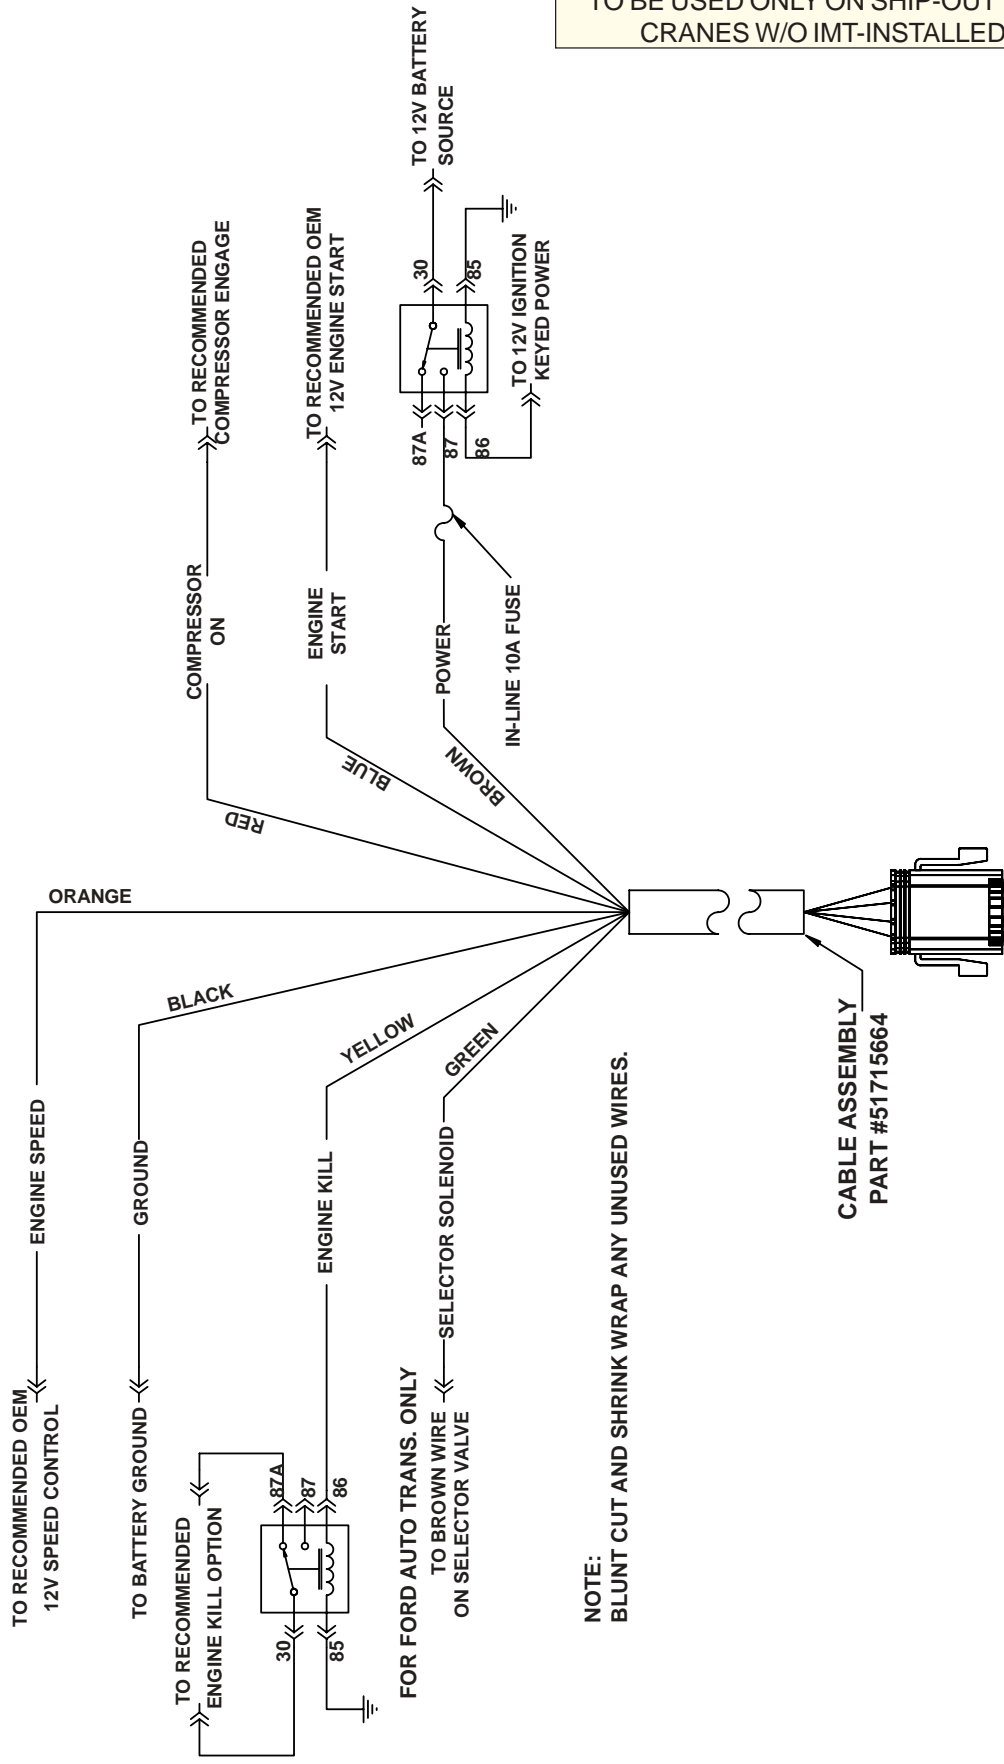 TO BE USED ONLY ON SHIP-OUT
CRANES W/O IMT-INSTALLED
TO RECOMMENDED OEM
12V SPEED CONTROL
ENGINE SPEED
ORANGE
TO BATTERY GROUND
GROUND
BLACK
TO RECOMMENDED
ENGINE KILL OPTION
30
85
87A
87
86
ENGINE KILL
YELLOW
FOR FORD AUTO TRANS. ONLY
TO BROWN WIRE
ON SELECTOR VALVE
SELECTOR SOLENOID
GREEN
RED
COMPRESSOR
ON
TO RECOMMENDED
COMPRESSOR ENGAGE
BLUE
ENGINE
START
TO RECOMMENDED OEM
12V ENGINE START
BROWN
POWER
IN-LINE 10A FUSE
87A
87
86
30
85
TO 12V BATTERY
SOURCE
TO 12V IGNITION
KEYED POWER
NOTE:
BLUNT CUT AND SHRINK WRAP ANY UNUSED WIRES.
CABLE ASSEMBLY
PART #51715664